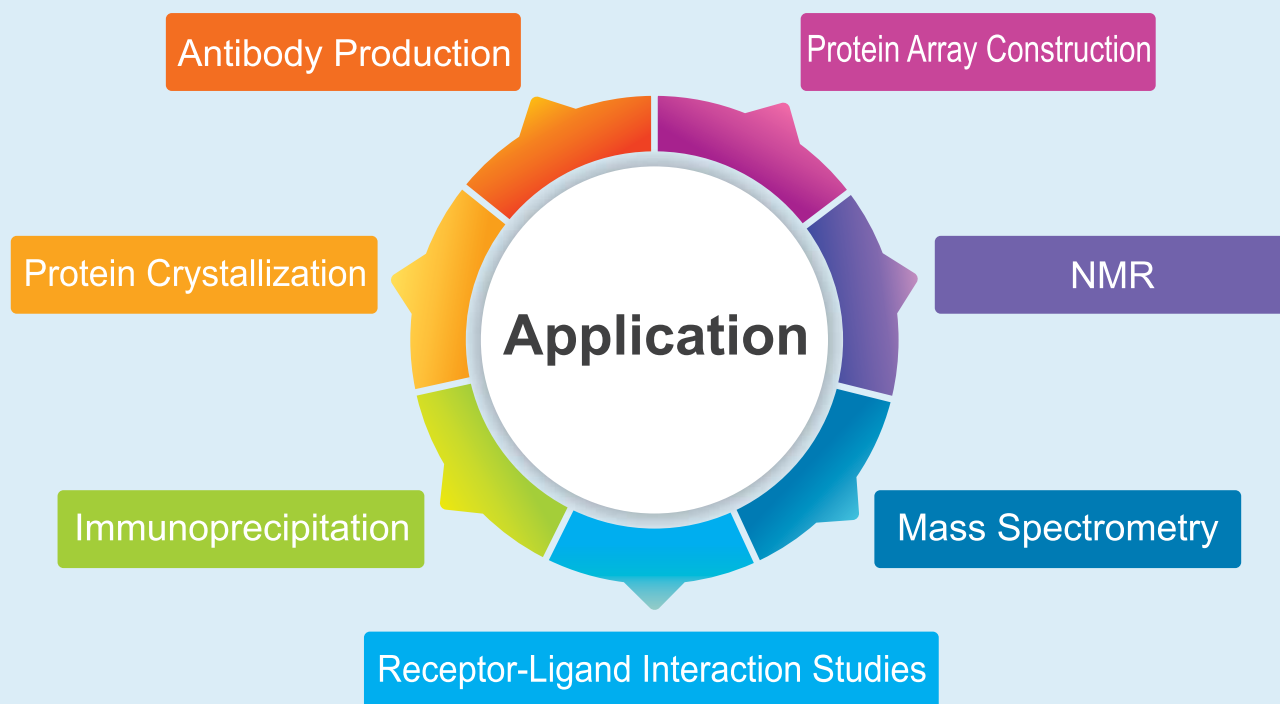 Antibody Production
Protein Array Construction
Protein Crystallization
NMR
Application
Immunoprecipitation
Mass Spectrometry
Receptor-Ligand Interaction Studies